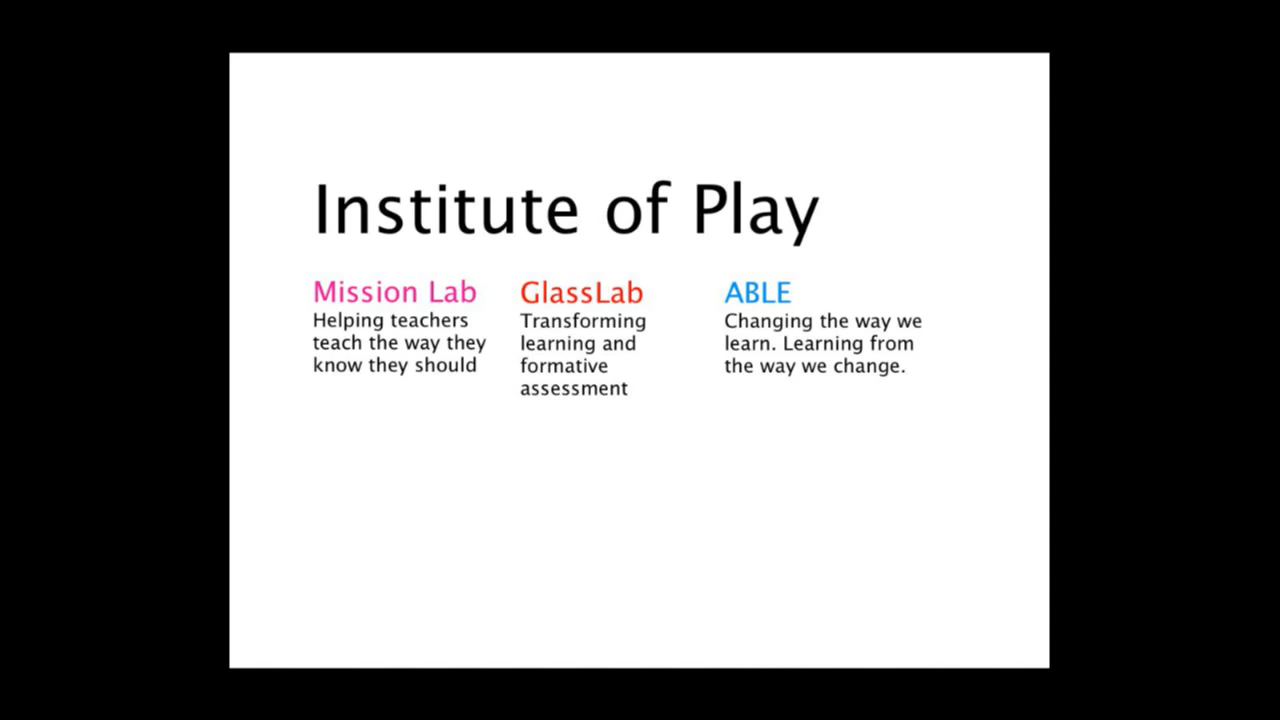 Institute of Play
Mission Lab
Helping teachers
teach the way they
know they should
GlassLab
Transforming
learning and
formative
assessment
ABLE
Changing the way we
learn. Learning from
the way we change.